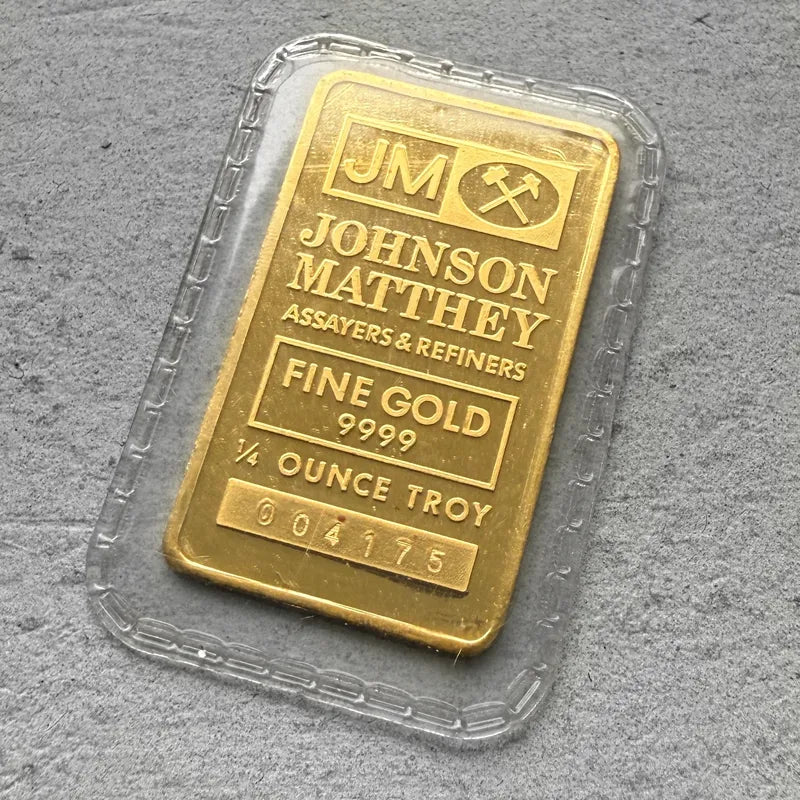 JM
JOHNSON
MATTHEY
ASSAYERS & REFINERS
FINE GOLD
9999
1/4 OUNCE TROY
004175